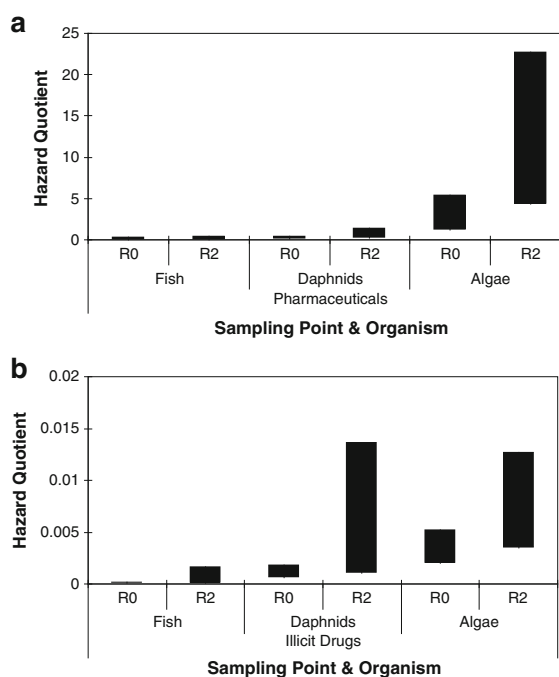 a
25
20
15
10
5
0
Hazard Quotient
R0 R2 R0 R2 R0 R2
Fish Daphnids Algae
Pharmaceuticals
Sampling Point & Organism
b
0.02
0.015
0.01
0.005
0
Hazard Quotient
R0 R2 R0 R2 R0 R2
Fish Daphnids Algae
Illicit Drugs
Sampling Point & Organism